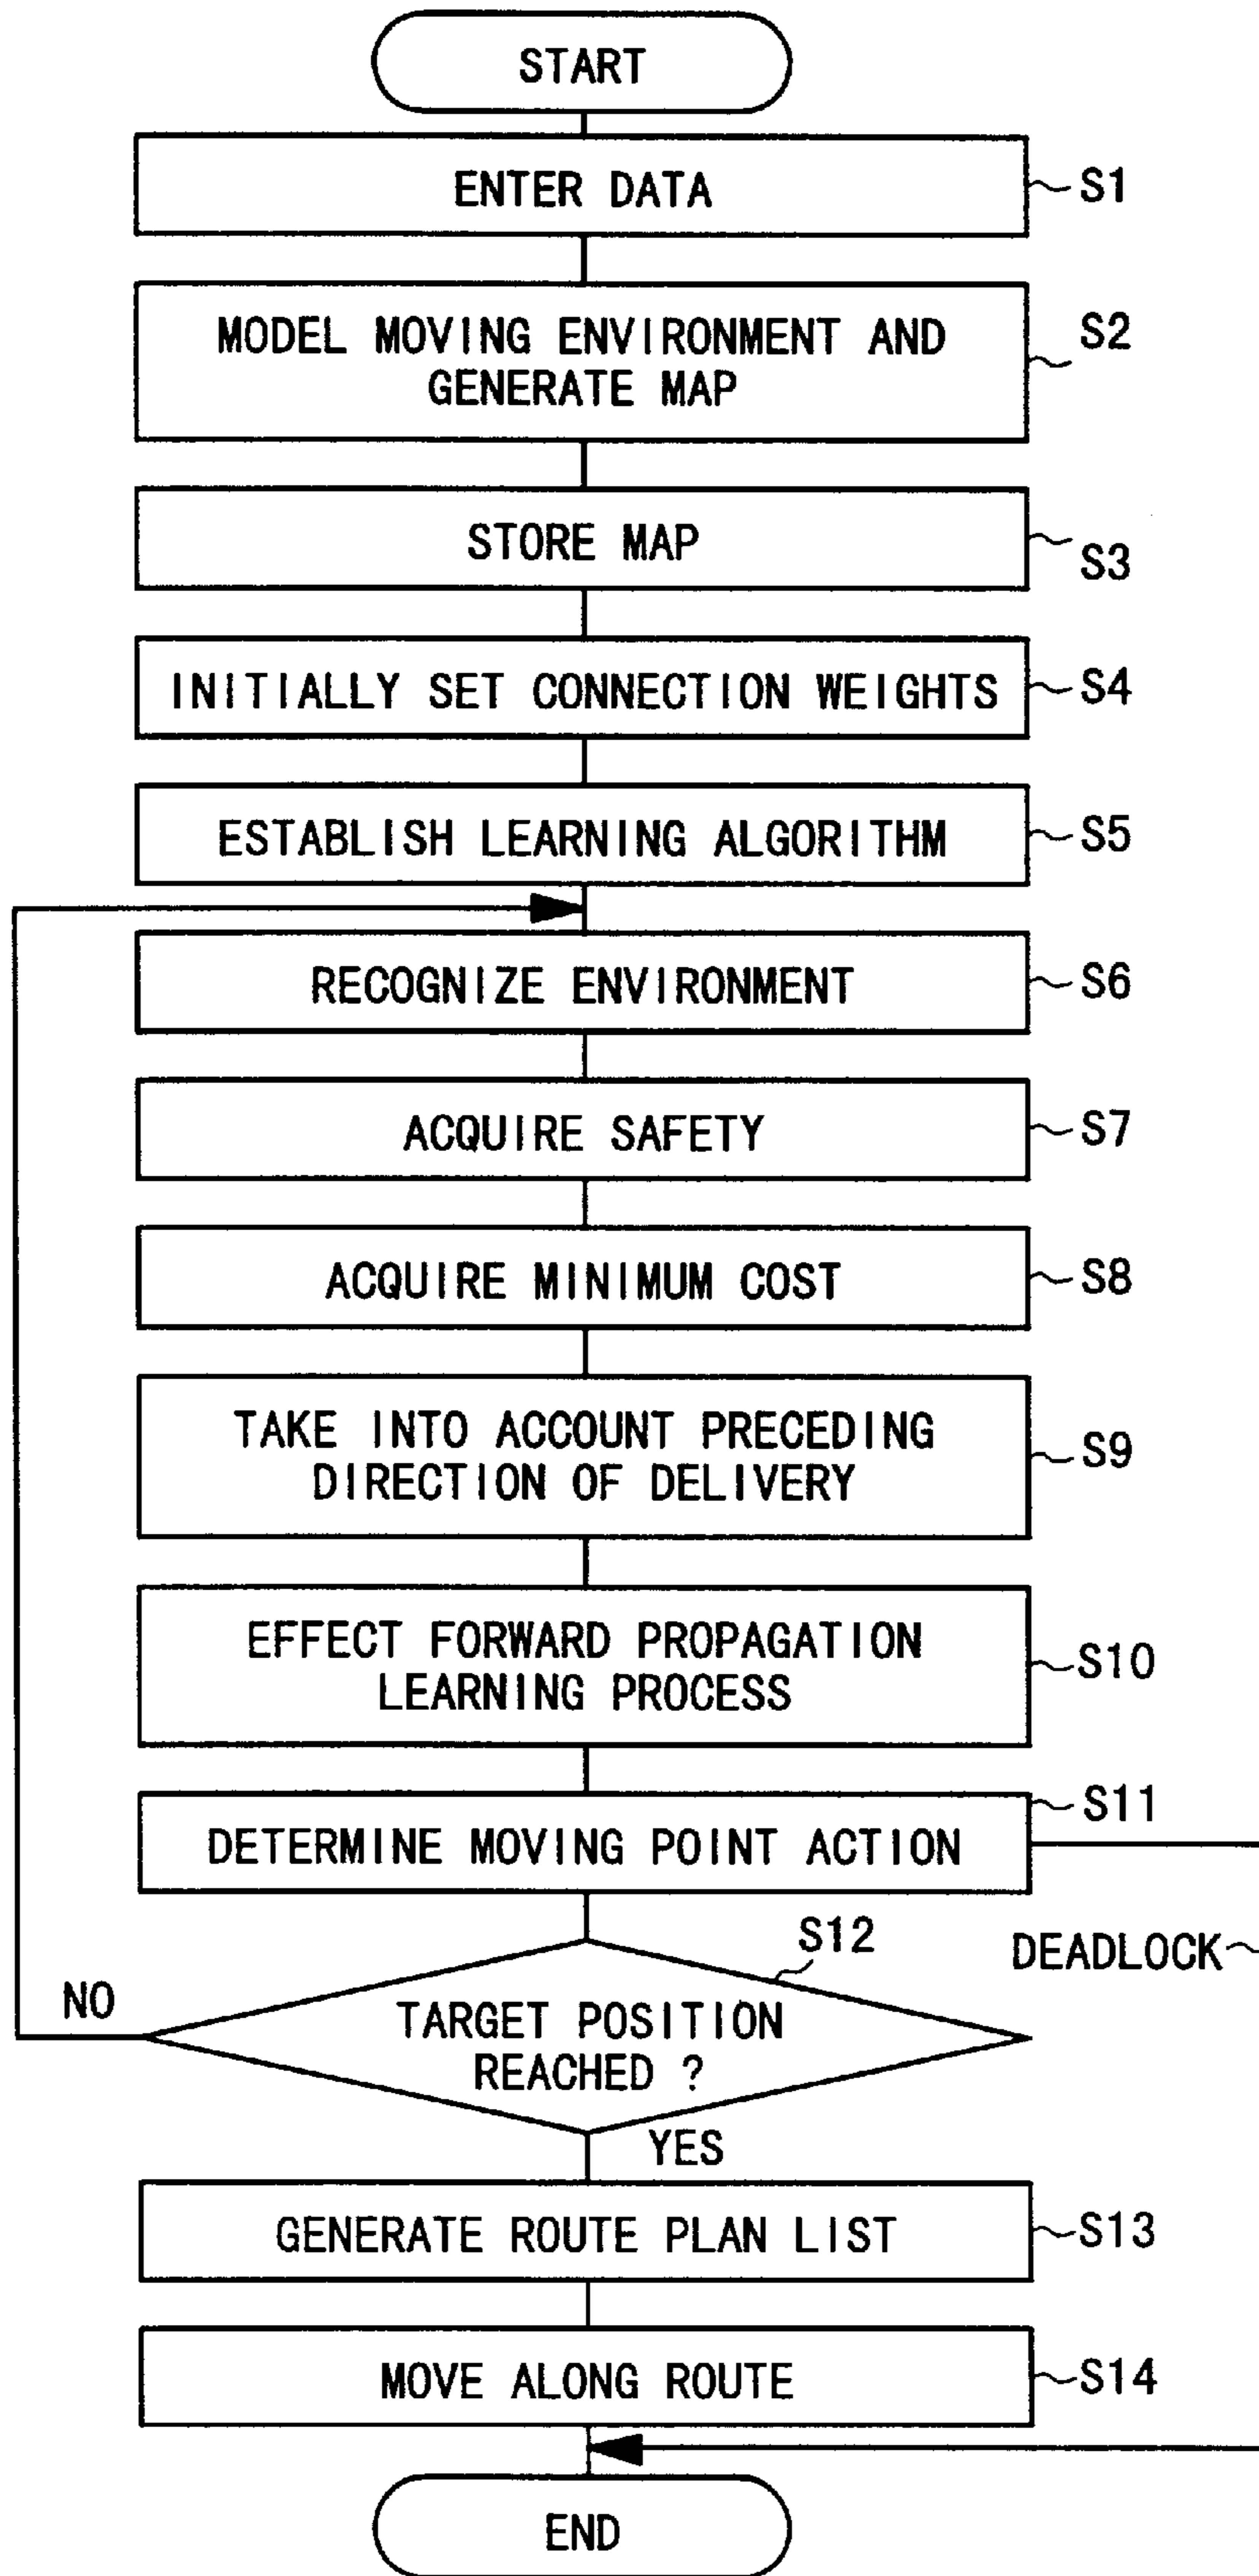 START
ENTER DATA
S1
MODEL MOVING ENVIRONMENT AND
GENERATE MAP
S2
STORE MAP
S3
INITIALLY SET CONNECTION WEIGHTS
S4
ESTABLISH LEARNING ALGORITHM
S5
RECOGNIZE ENVIRONMENT
S6
ACQUIRE SAFETY
S7
ACQUIRE MINIMUM COST
S8
TAKE INTO ACCOUNT PRECEDING
DIRECTION OF DELIVERY
S9
EFFECT FORWARD PROPAGATION
LEARNING PROCESS
S10
DETERMINE MOVING POINT ACTION
S11
S12
DEADLOCK
NO
TARGET POSITION
REACHED ?
YES
GENERATE ROUTE PLAN LIST
S13
MOVE ALONG ROUTE
S14
END